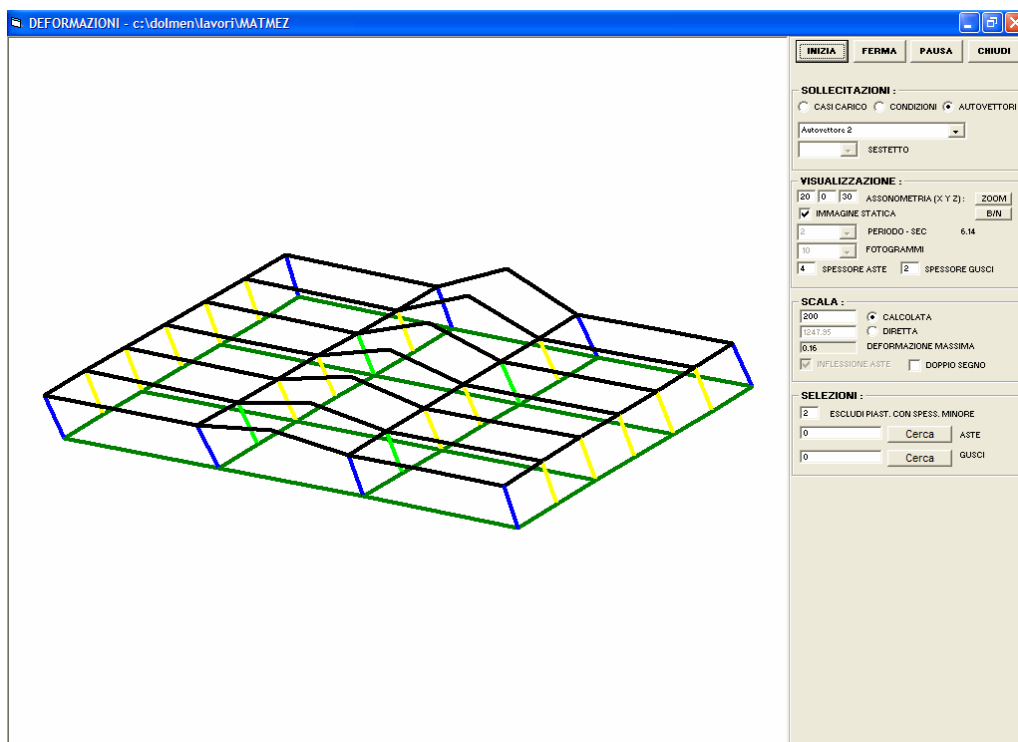 DEFORMAZIONI - c:\dolmen\lavori\MATMEZ
INIZIA FERMA PAUSA CHIUDI
SOLLECITAZIONI :
CASI CARICO CONDIZIONI AUTOVETTORI
Autovettore 2
SESTETTO
VISUALIZZAZIONE :
20 0 30 ASSONOMETRIA (X Y Z) : ZOOM
IMMAGINE STATICA B/N
2 PERIODO - SEC 6.14
10 FOTOGRAMMI
4 SPESSORE ASTE 2 SPESSORE GUSCI
SCALA :
200 CALCOLATA
1247.95 DIRETTA
0.16 DEFORMAZIONE MASSIMA
INFLESSIONE ASTE DOPPIO SEGNO
SELEZIONI :
2 ESCLUDI PIAST. CON SPESS. MINORE
0 Cerca ASTE
0 Cerca GUSCI